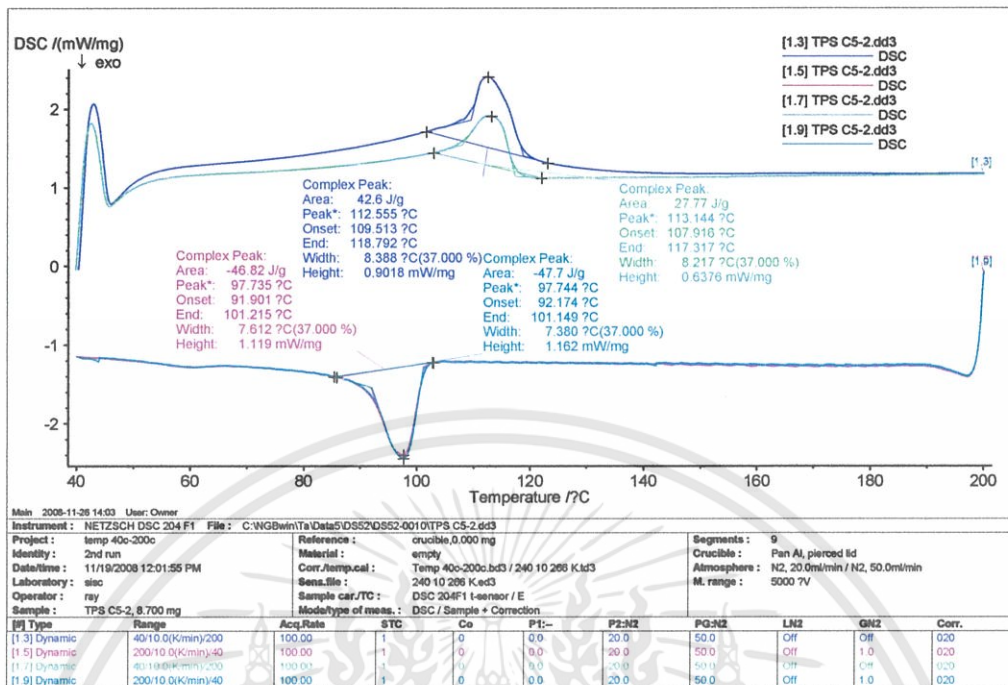 DSC /(mW/mg)
↓ exo
[1.3] TPS C5-2.dd3
DSC
[1.5] TPS C5-2.dd3
DSC
[1.7] TPS C5-2.dd3
DSC
[1.9] TPS C5-2.dd3
DSC
2
1
0
-1
-2
[1.3]
Complex Peak:
Area: 42.6 J/g
Peak*: 112.555 ?C
Onset: 109.513 ?C
End: 118.792 ?C
Width: 8.388 ?C(37.000 %)
Height: 0.9018 mW/mg
Complex Peak:
Area: 27.77 J/g
Peak*: 113.144 ?C
Onset: 107.916 ?C
End: 117.317 ?C
Width: 8.217 ?C(37.000 %)
Height: 0.6376 mW/mg
Complex Peak:
Area: -46.82 J/g
Peak*: 97.735 ?C
Onset: 91.901 ?C
End: 101.215 ?C
Width: 7.612 ?C(37.000 %)
Height: 1.119 mW/mg
Complex Peak:
Area: -47.7 J/g
Peak*: 97.744 ?C
Onset: 92.174 ?C
End: 101.149 ?C
Width: 7.380 ?C(37.000 %)
Height: 1.162 mW/mg
40 60 80 100 120 140 160 180 200
Temperature /?C
Main 2008-11-26 14:03 User: Owner
Instrument : NETZSCH DSC 204 F1 File : C:\NGBwin\Ta\Data5\DS52\DS52-0010\TPS C5-2.dd3
Project : temp 40c-200c Reference : crucible,0.000 mg Segments : 9
Identity : 2nd run Material : empty Crucible : Pan Al, pierced lid
Date/time : 11/19/2008 12:01:55 PM Corr./temp.cal : Temp 40c-200c.bd3 / 240 10 266 K.td3 Atmosphere : N2, 20.0ml/min / N2, 50.0ml/min
Laboratory : sisc Sens.file : 240 10 266 K.ed3 M. range : 5000 ?V
Operator : ray Sample car./TC : DSC 204F1 t-sensor / E
Sample : TPS C5-2, 8.700 mg Mode/type of meas. : DSC / Sample + Correction
[#] Type Range Acq.Rate STC Co P1:-- P2:N2 PG:N2 LN2 GN2 Corr.
[1.3] Dynamic 40/10.0(K/min)/200 100.00 1 0 0.0 20.0 50.0 Off Off 020
[1.5] Dynamic 200/10.0(K/min)/40 100.00 1 0 0.0 20.0 50.0 Off 1.0 020
[1.7] Dynamic 40/10.0(K/min)/200 100.00 1 0 0.0 20.0 50.0 Off Off 020
[1.9] Dynamic 200/10.0(K/min)/40 100.00 1 0 0.0 20.0 50.0 Off 1.0 020